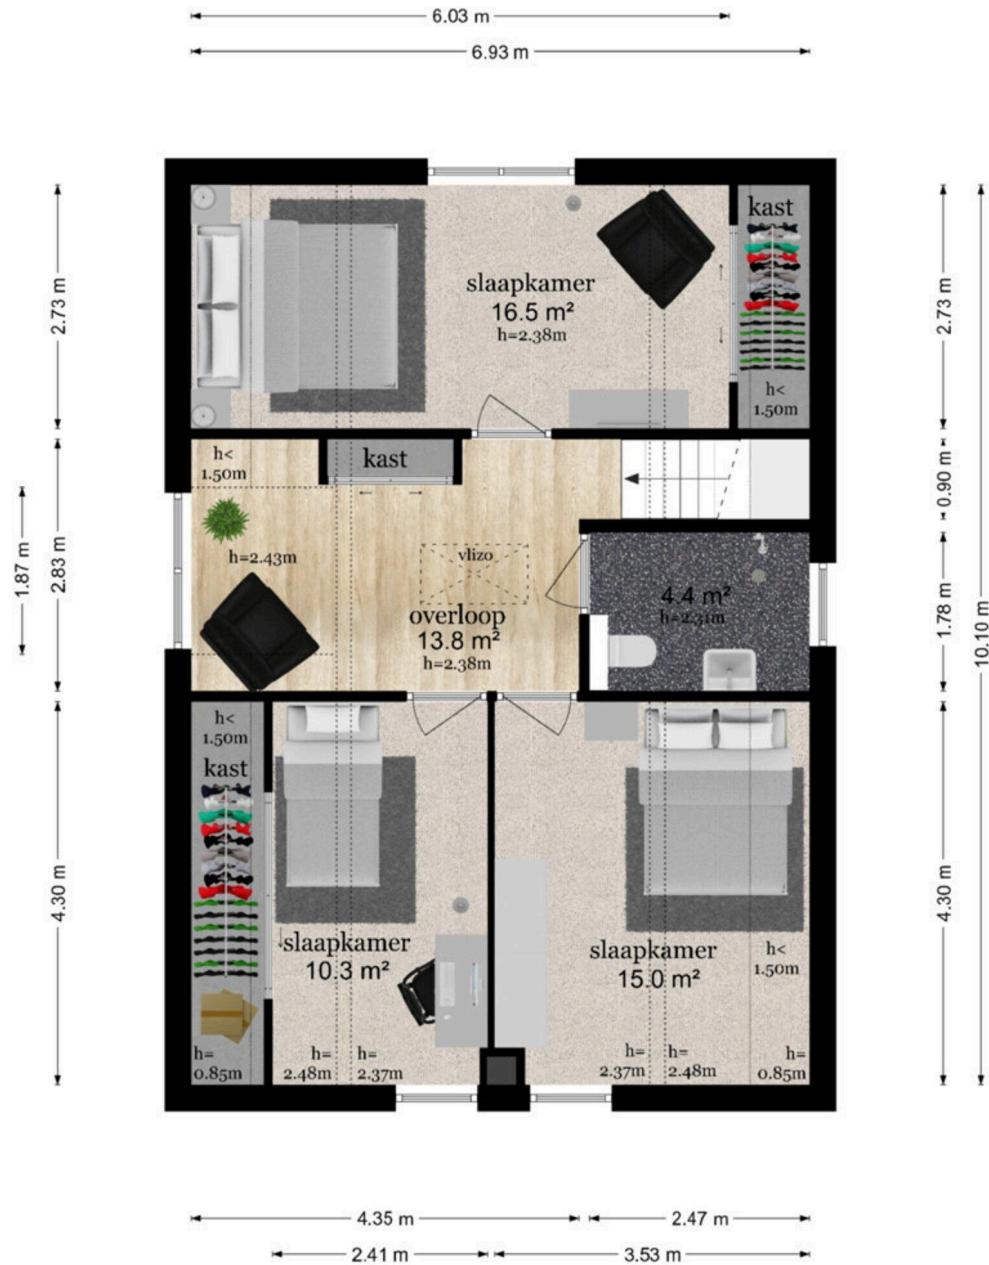 6.03 m
6.93 m
kast
2.73 m
slaapkamer
16.5 m²
h=2.38m
2.73 m
h<
1.50m
h<
1.50m
kast
0.90 m
1.87 m
2.83 m
h=2.43m
vlizo
4.4 m²
h=2.31m
overloop
13.8 m²
h=2.38m
1.78 m
10.10 m
h<
1.50m
kast
4.30 m
slaapkamer
10.3 m²
slaapkamer
15.0 m²
h<
1.50m
4.30 m
h=
0.85m
h=
2.48m
h=
2.37m
h=
2.37m
h=
2.48m
h=
0.85m
4.35 m
2.47 m
2.41 m
3.53 m